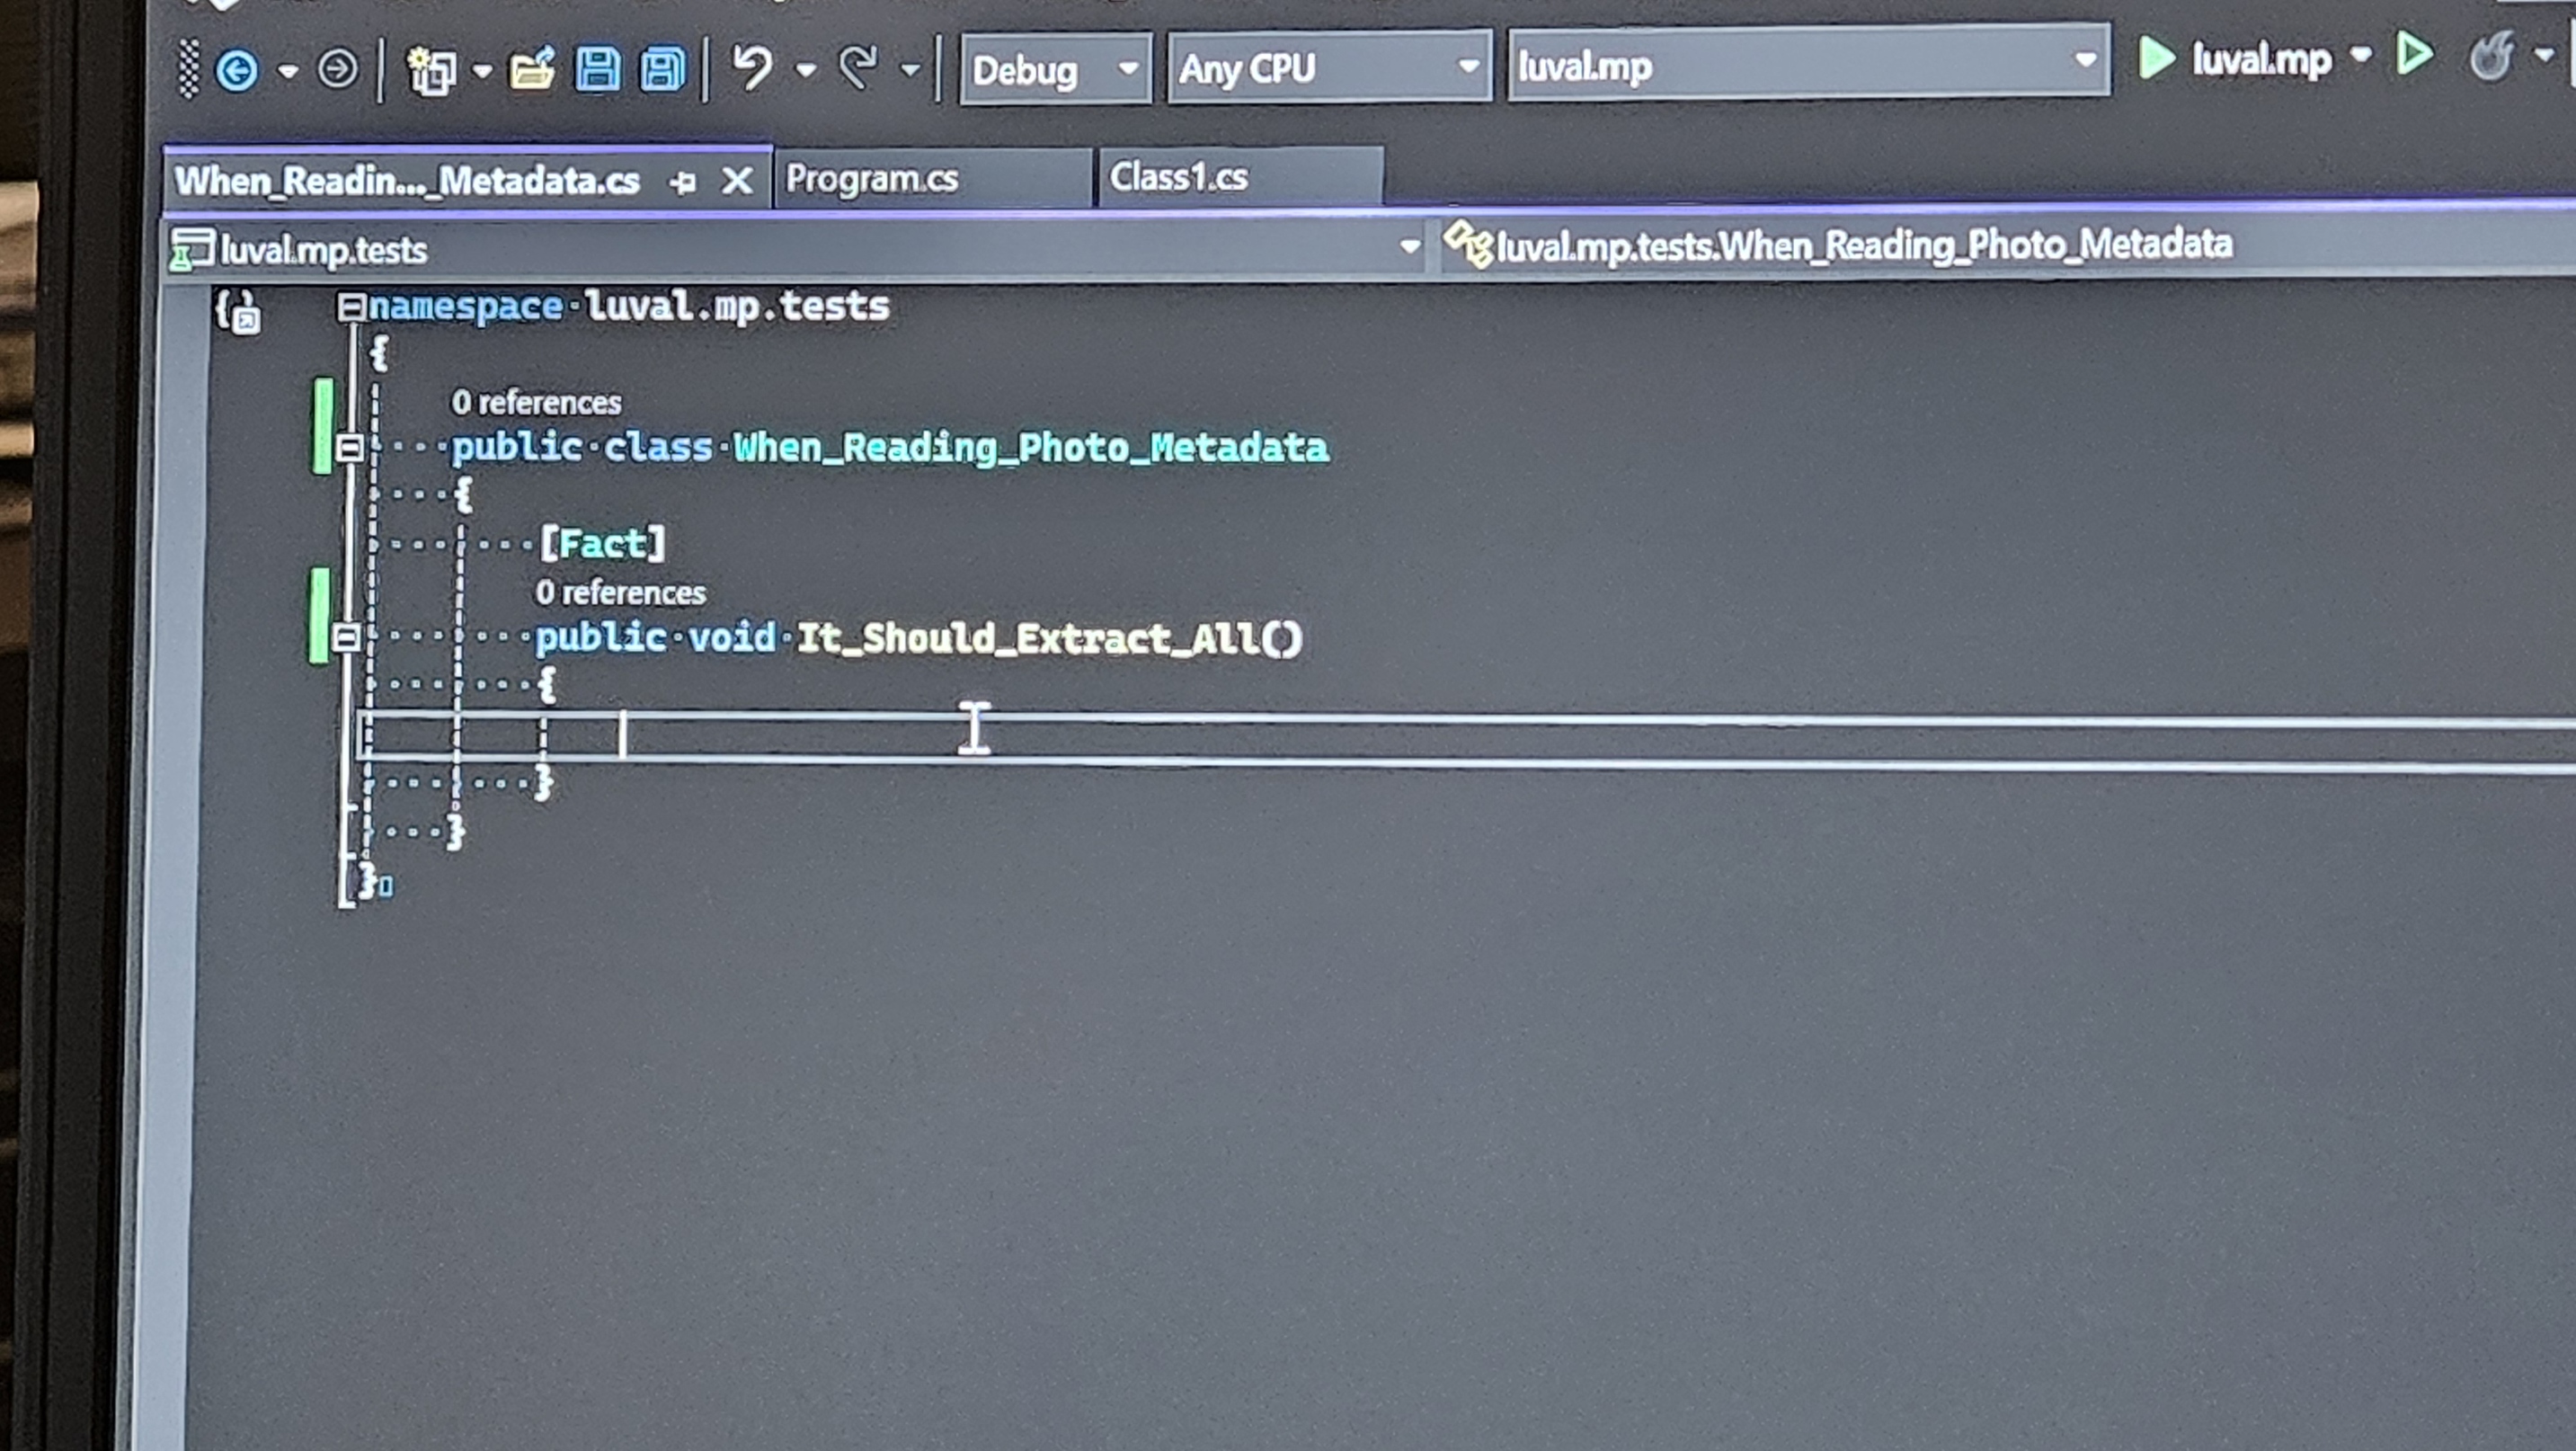 Debug Any CPU luval.mp luval.mp
When_Readin..._Metadata.cs Program.cs Class1.cs
luval.mp.tests luval.mp.tests.When_Reading_Photo_Metadata
namespace luval.mp.tests
{
0 references
public class When_Reading_Photo_Metadata
{
[Fact]
0 references
public void It_Should_Extract_All()
{
}
}
}